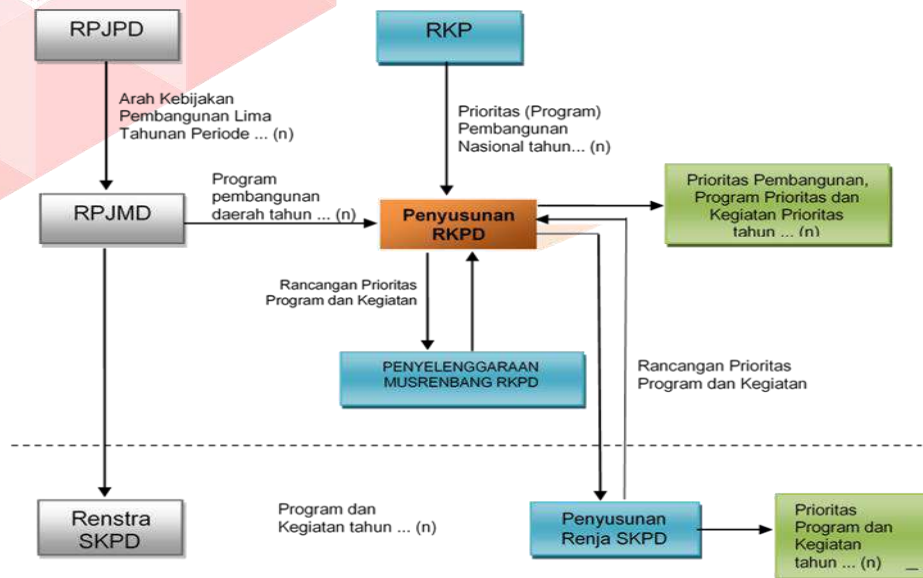 RPJPD
RKP
Arah Kebijakan
Pembangunan Lima
Tahunan Periode ... (n)
Prioritas (Program)
Pembangunan
Nasional tahun... (n)
RPJMD
Program
pembangunan
daerah tahun ... (n)
Penyusunan
RKPD
Prioritas Pembangunan,
Program Prioritas dan
Kegiatan Prioritas
tahun ... (n)
Rancangan Prioritas
Program dan Kegiatan
PENYELENGGARAAN
MUSRENBANG RKPD
Rancangan Prioritas
Program dan Kegiatan
Renstra
SKPD
Program dan
Kegiatan tahun ... (n)
Penyusunan
Renja SKPD
Prioritas
Program dan
Kegiatan
tahun ... (n)